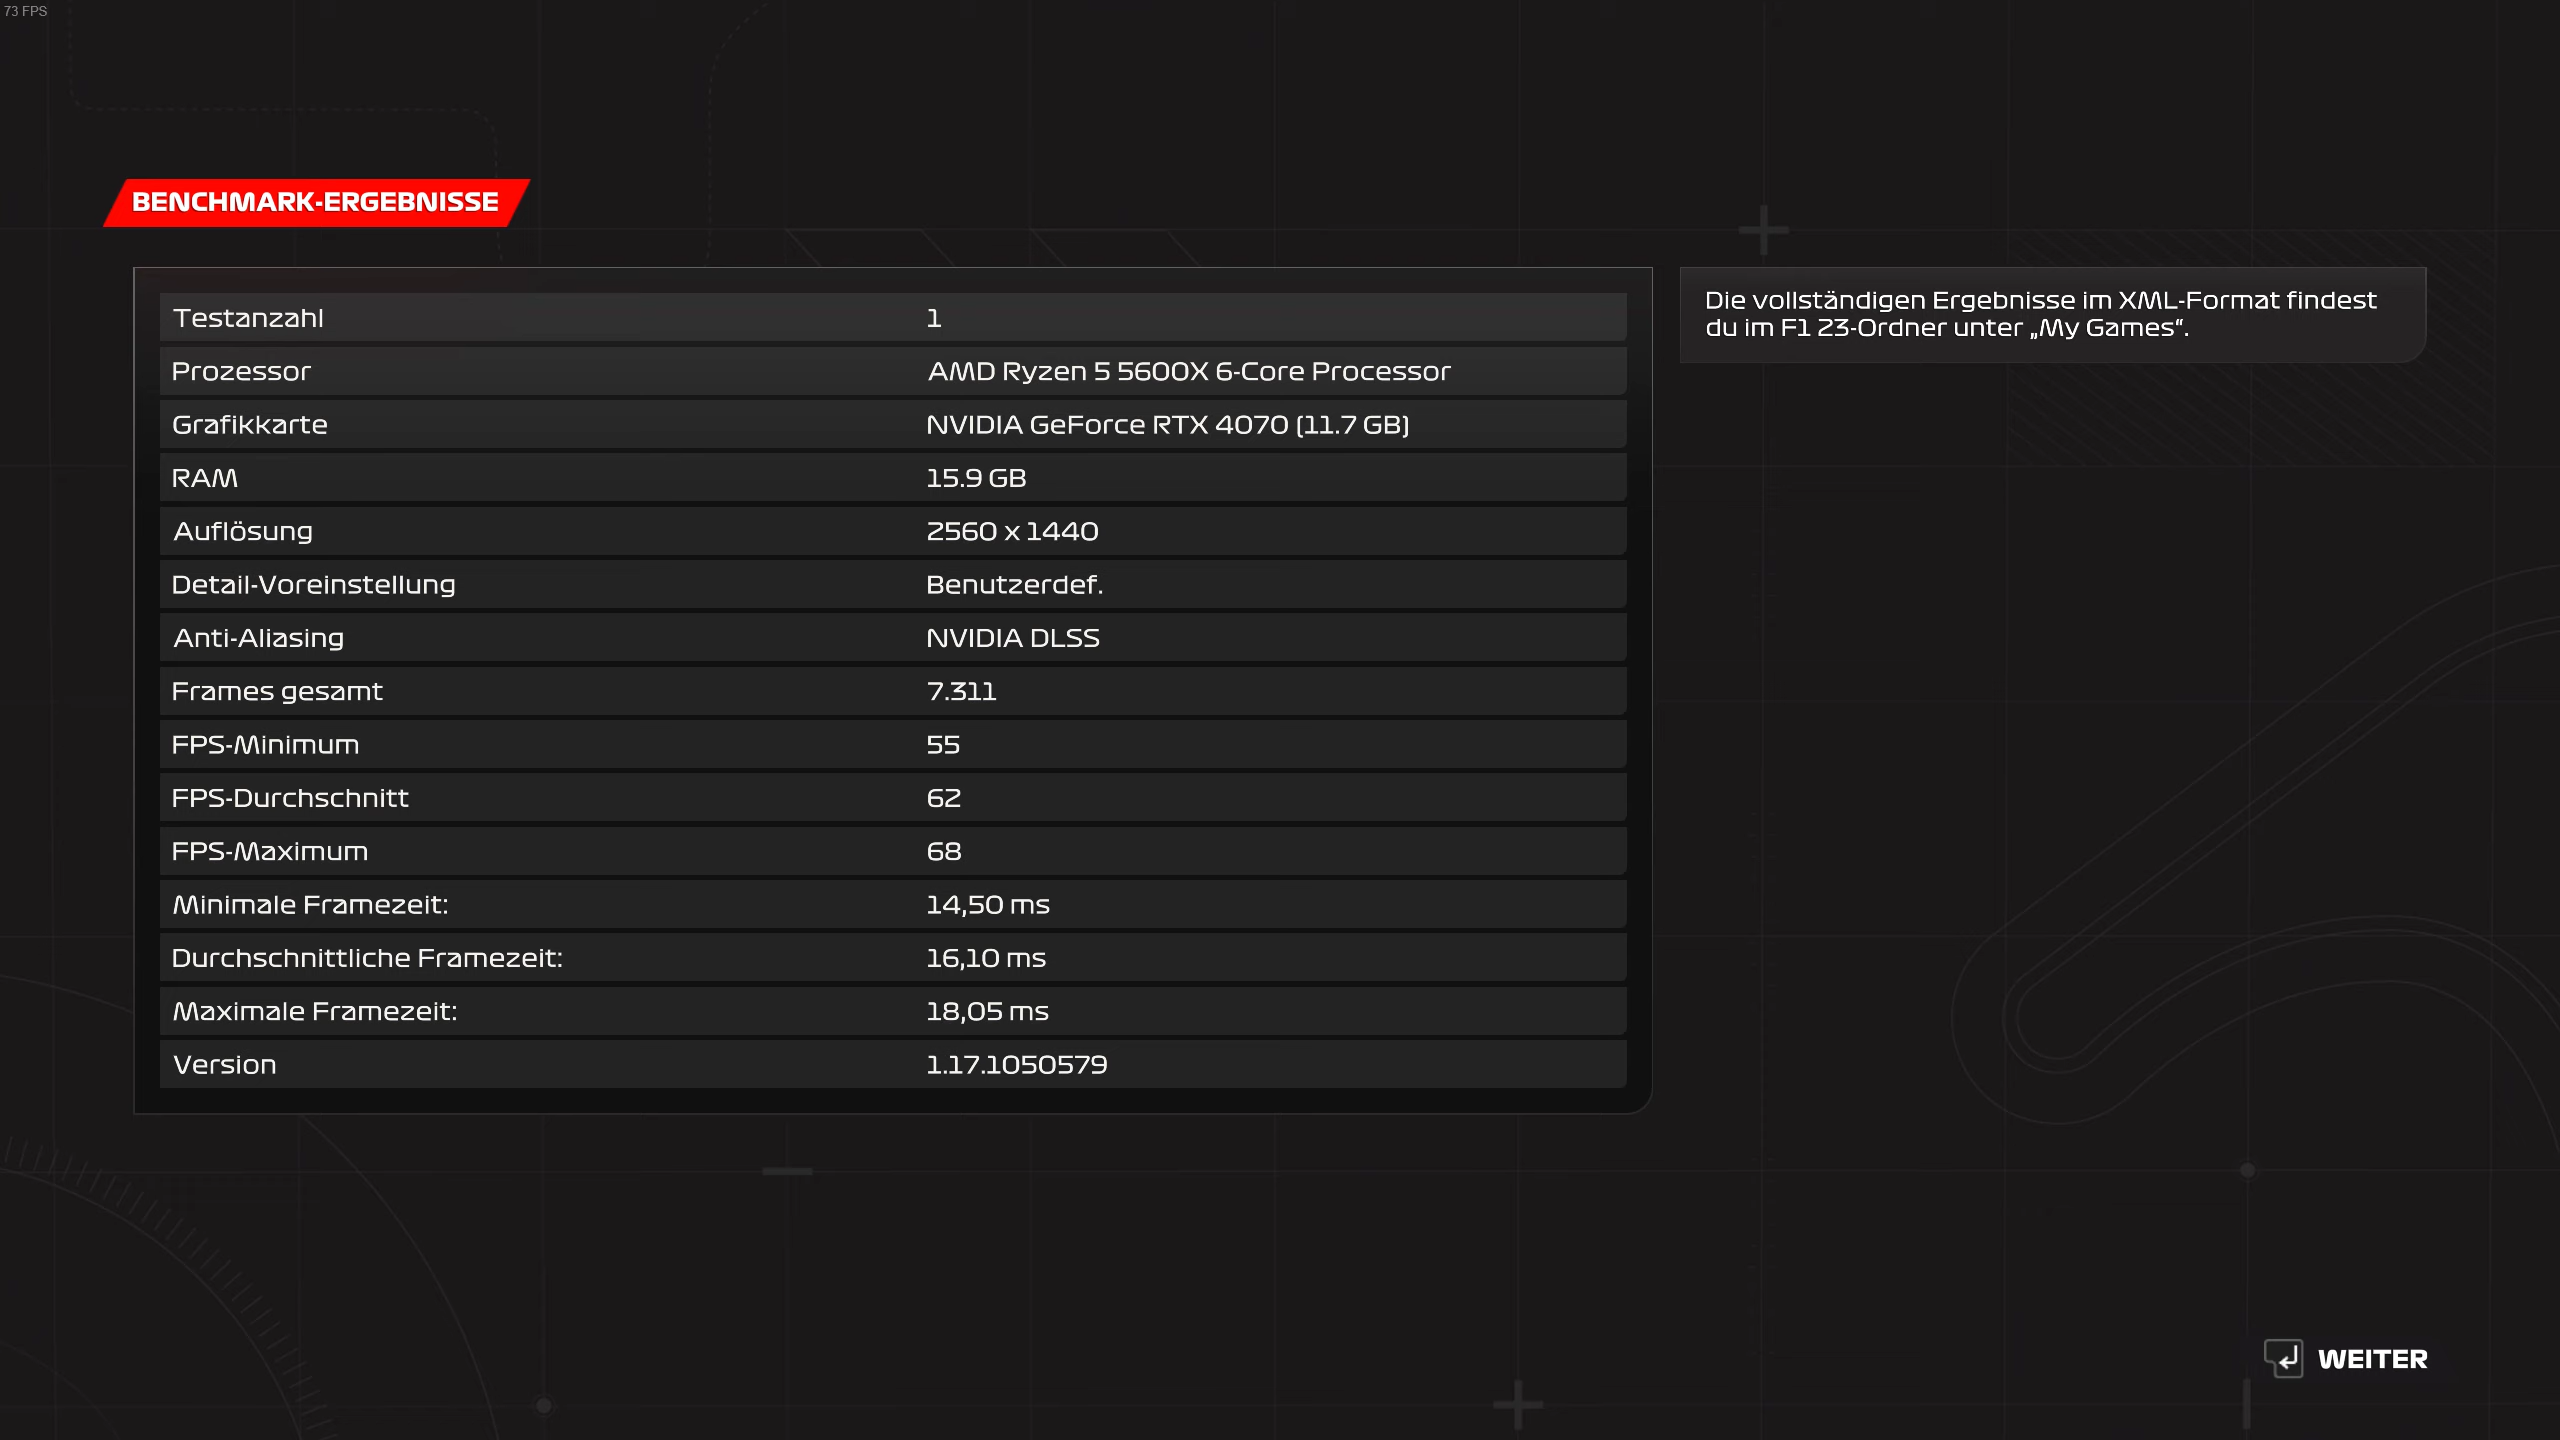 73 FPS
BENCHMARK-ERGEBNISSE
Testanzahl 1
Prozessor AMD Ryzen 5 5600X 6-Core Processor
Grafikkarte NVIDIA GeForce RTX 4070 (11.7 GB)
RAM 15.9 GB
Auflösung 2560 x 1440
Detail-Voreinstellung Benutzerdef.
Anti-Aliasing NVIDIA DLSS
Frames gesamt 7.311
FPS-Minimum 55
FPS-Durchschnitt 62
FPS-Maximum 68
Minimale Framezeit: 14,50 ms
Durchschnittliche Framezeit: 16,10 ms
Maximale Framezeit: 18,05 ms
Version 1.17.1050579
Die vollständigen Ergebnisse im XML-Format findest
du im F1 23-Ordner unter „My Games“.
WEITER